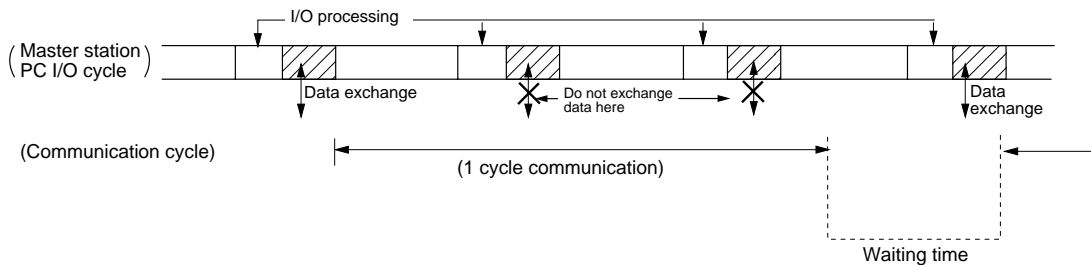 I/O processing
(Master station
PC I/O cycle)
Data exchange
Do not exchange
data here
Data
exchange
(Communication cycle)
(1 cycle communication)
Waiting time